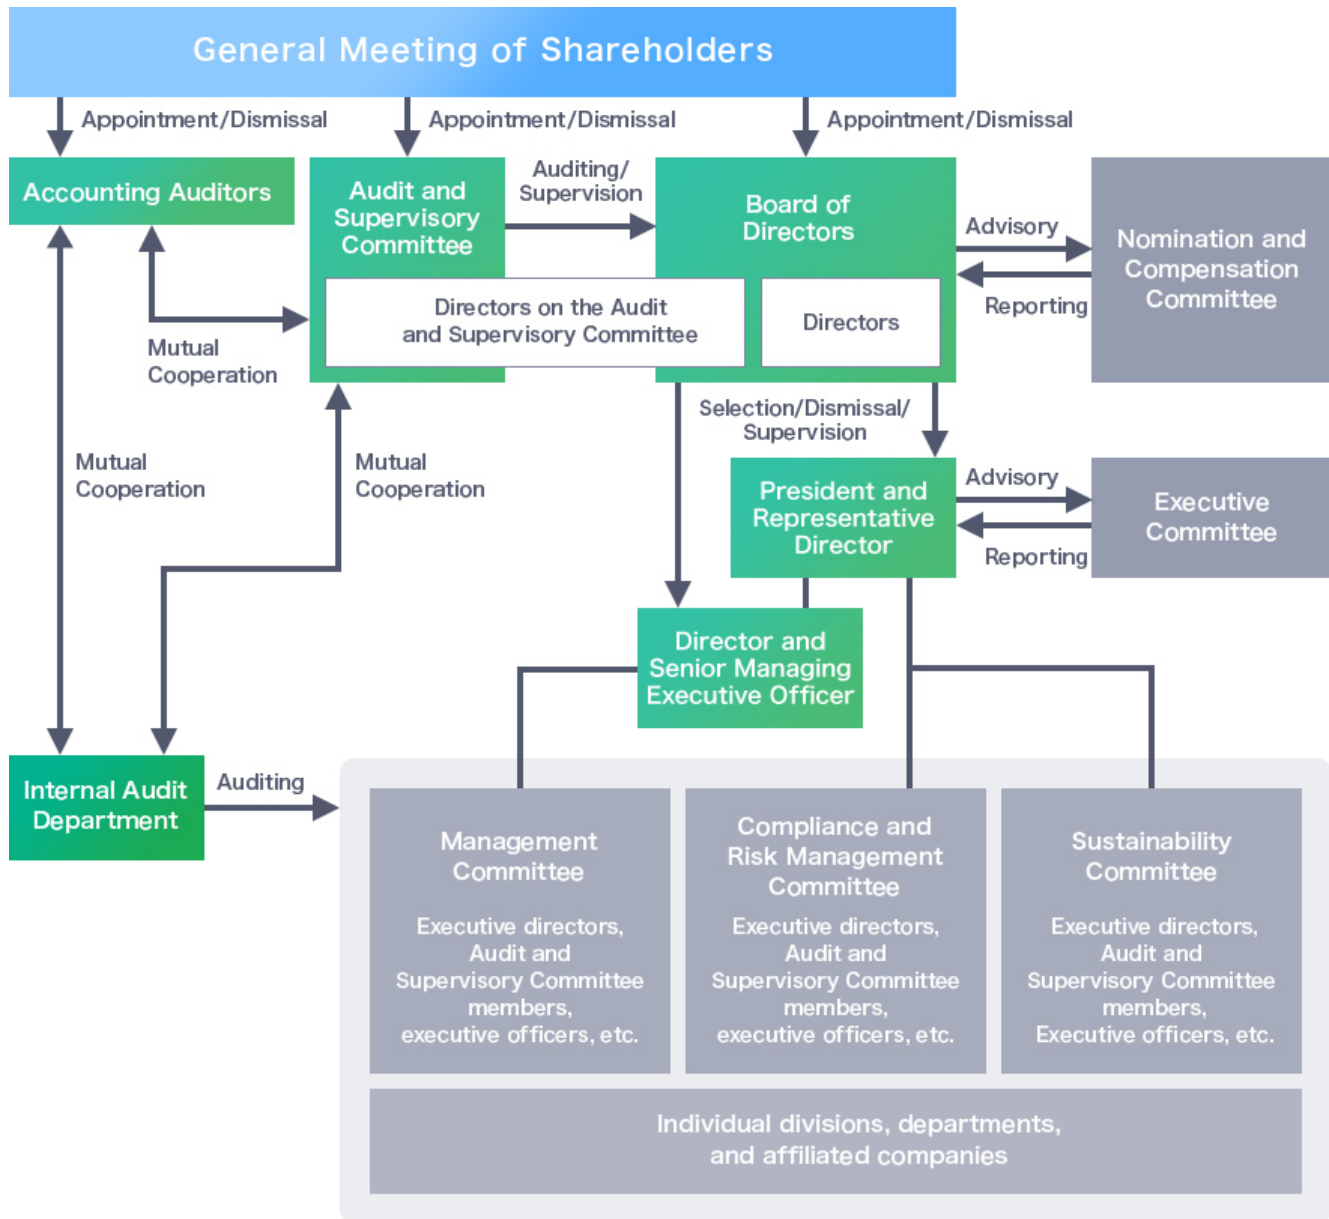 General Meeting of Shareholders
Appointment/Dismissal
Appointment/Dismissal
Appointment/Dismissal
Accounting Auditors
Audit and
Supervisory
Committee
Auditing/
Supervision
Board of
Directors
Advisory
Reporting
Nomination and
Compensation
Committee
Directors on the Audit
and Supervisory Committee
Directors
Mutual
Cooperation
Selection/Dismissal/
Supervision
Mutual
Cooperation
Mutual
Cooperation
President and
Representative
Director
Advisory
Reporting
Executive
Committee
Director and
Senior Managing
Executive Officer
Internal Audit
Department
Auditing
Management
Committee
Executive directors,
Audit and
Supervisory Committee
members,
executive officers, etc.
Compliance and
Risk Management
Committee
Executive directors,
Audit and
Supervisory Committee
members,
executive officers, etc.
Sustainability
Committee
Executive directors,
Audit and
Supervisory Committee
members,
Executive officers, etc.
Individual divisions, departments,
and affiliated companies